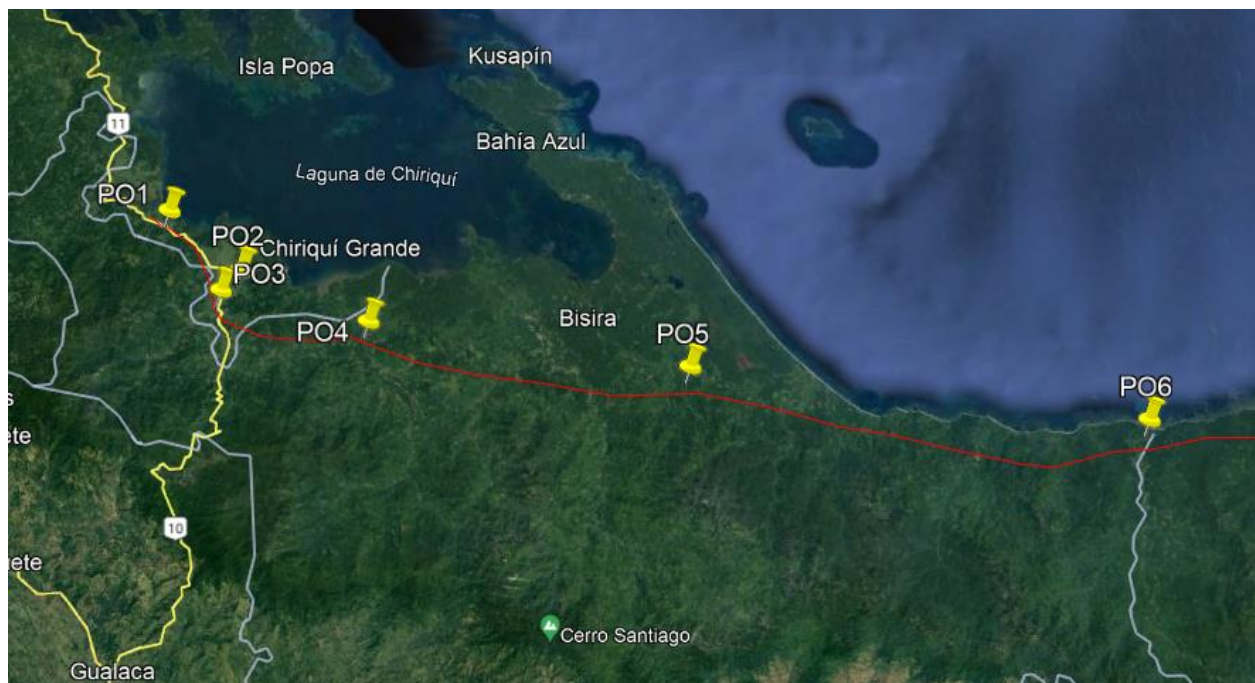 Kusapín
Isla Popa
11
Bahía Azul
Laguna de Chiriquí
PO1
PO2
Chiriquí Grande
PO3
Bisira
PO4
PO5
PO6
s
ete
10
uete
Cerro Santiago
Gualaca